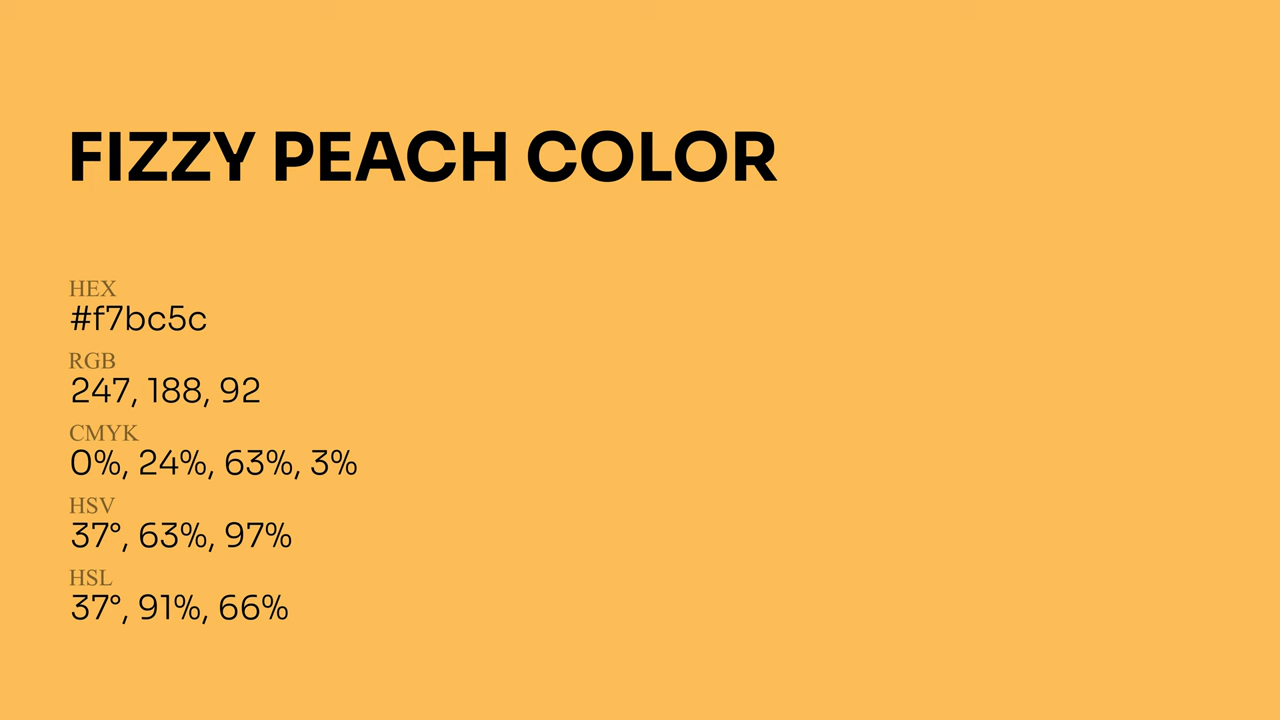 FIZZY PEACH COLOR
HEX
#f7bc5c
RGB
247, 188, 92
CMYK
0%, 24%, 63%, 3%
HSV
37°, 63%, 97%
HSL
37°, 91%, 66%